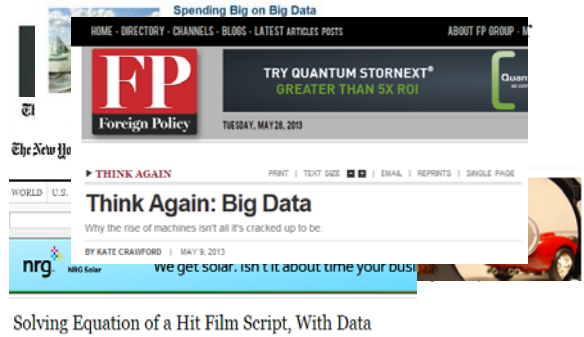 Spending Big on Big Data
HOME - DIRECTORY - CHANNELS - BLOGS - LATEST ARTICLES POSTS ABOUT FP GROUP - M
FP
Foreign Policy
TRY QUANTUM STORNEXT®
GREATER THAN 5X ROI
Quan
TUESDAY, MAY 28, 2013
The New Yo
THINK AGAIN
PRINT | TEXT SIZE | EMAIL | REPRINTS | SINGLE PAGE
WORLD U.S.
Think Again: Big Data
Why the rise of machines isn't all it's cracked up to be.
BY KATE CRAWFORD | MAY 9, 2013
nrg NRG Solar We get solar. Isn't it about time your busi
Solving Equation of a Hit Film Script, With Data